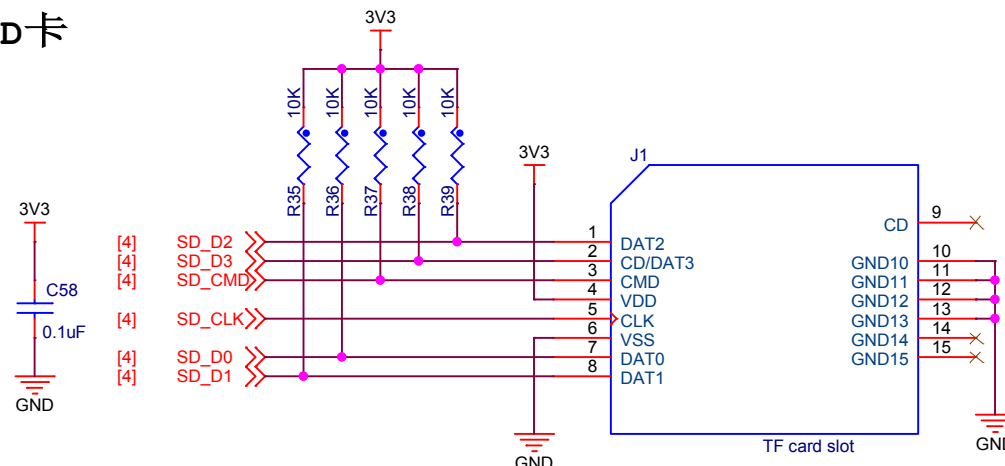 D卡
3V3
10K 10K 10K 10K 10K
R35 R36 R37 R38 R39
3V3
J1
3V3
C58
0.1uF
GND
[4] SD_D2 1 DAT2
[4] SD_D3 2 CD/DAT3
[4] SD_CMD 3 CMD
4 VDD
[4] SD_CLK 5 CLK
6 VSS
[4] SD_D0 7 DAT0
[4] SD_D1 8 DAT1
CD 9
GND10 10
GND11 11
GND12 12
GND13 13
GND14 14
GND15 15
GND
TF card slot
GND